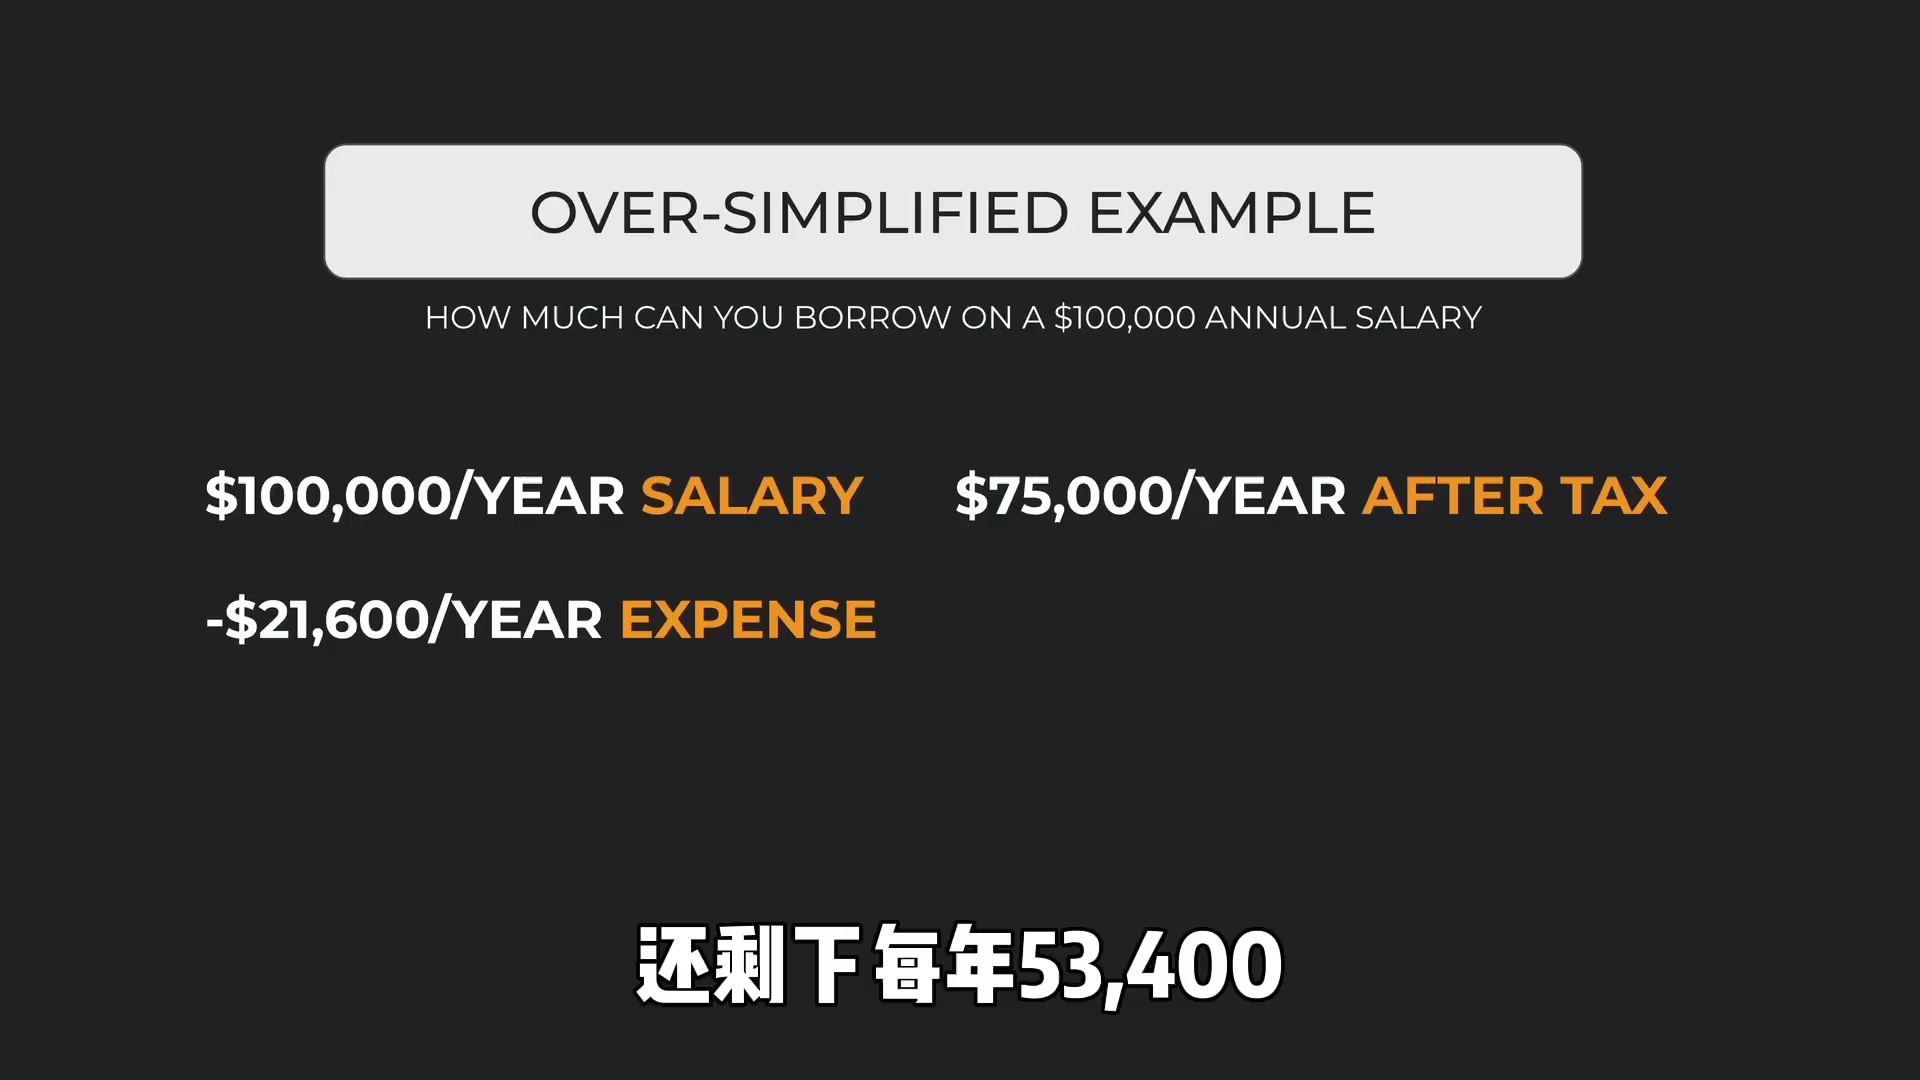 OVER-SIMPLIFIED EXAMPLE
HOW MUCH CAN YOU BORROW ON A $100,000 ANNUAL SALARY
$100,000/YEAR SALARY
$75,000/YEAR AFTER TAX
-$21,600/YEAR EXPENSE
还剩下每年53,400